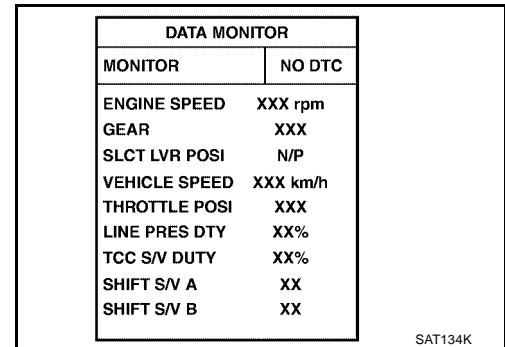 DATA MONITOR
MONITOR NO DTC
ENGINE SPEED XXX rpm
GEAR XXX
SLCT LVR POSI N/P
VEHICLE SPEED XXX km/h
THROTTLE POSI XXX
LINE PRES DTY XX%
TCC S/V DUTY XX%
SHIFT S/V A XX
SHIFT S/V B XX
SAT134K